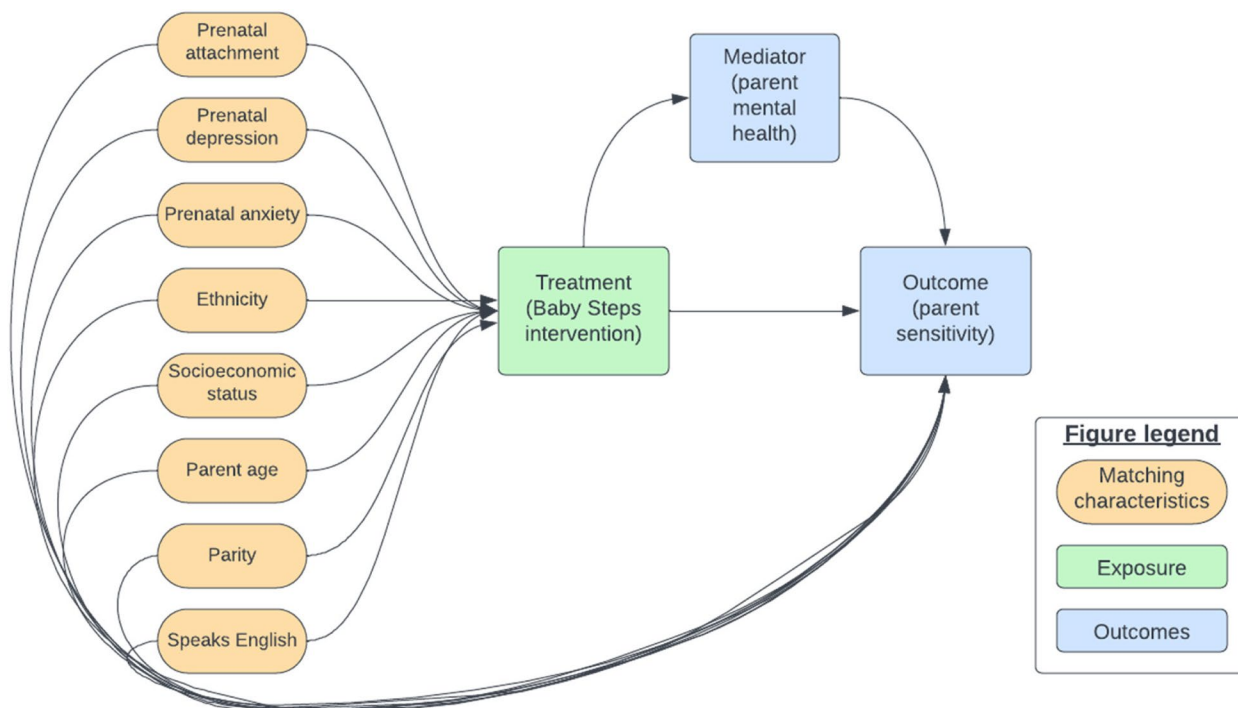 Prenatal
attachment
Prenatal
depression
Prenatal anxiety
Ethnicity
Socioeconomic
status
Parent age
Parity
Speaks English
Treatment
(Baby Steps
intervention)
Mediator
(parent
mental
health)
Outcome
(parent
sensitivity)
Figure legend
Matching
characteristics
Exposure
Outcomes